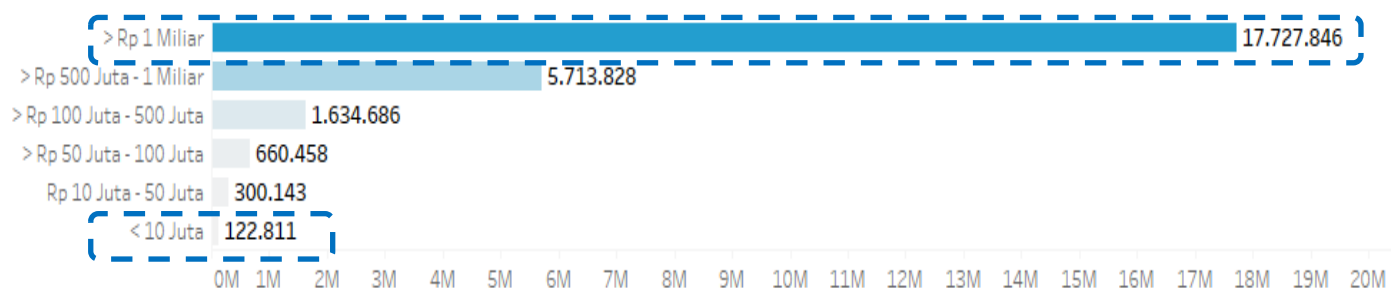 > Rp 1 Miliar 17.727.846
> Rp 500 Juta - 1 Miliar 5.713.828
> Rp 100 Juta - 500 Juta 1.634.686
> Rp 50 Juta - 100 Juta 660.458
Rp 10 Juta - 50 Juta 300.143
< 10 Juta 122.811
0M 1M 2M 3M 4M 5M 6M 7M 8M 9M 10M 11M 12M 13M 14M 15M 16M 17M 18M 19M 20M